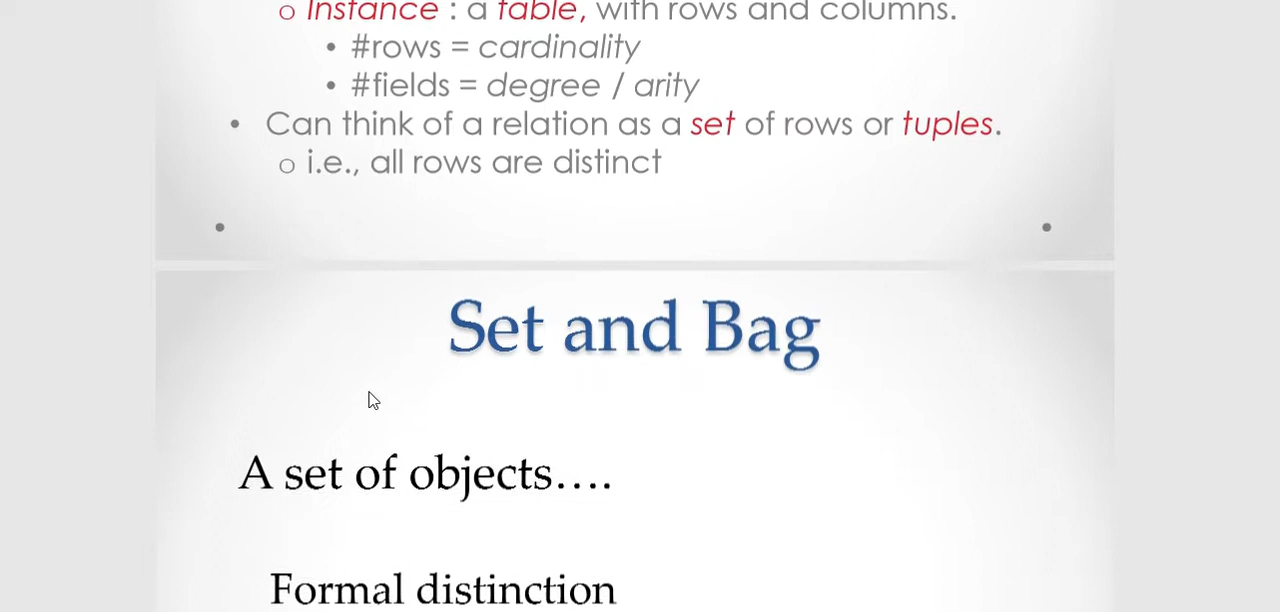 o Instance : a table, with rows and columns.
• #rows = cardinality
• #fields = degree / arity
• Can think of a relation as a set of rows or tuples.
o i.e., all rows are distinct
Set and Bag
A set of objects....
Formal distinction